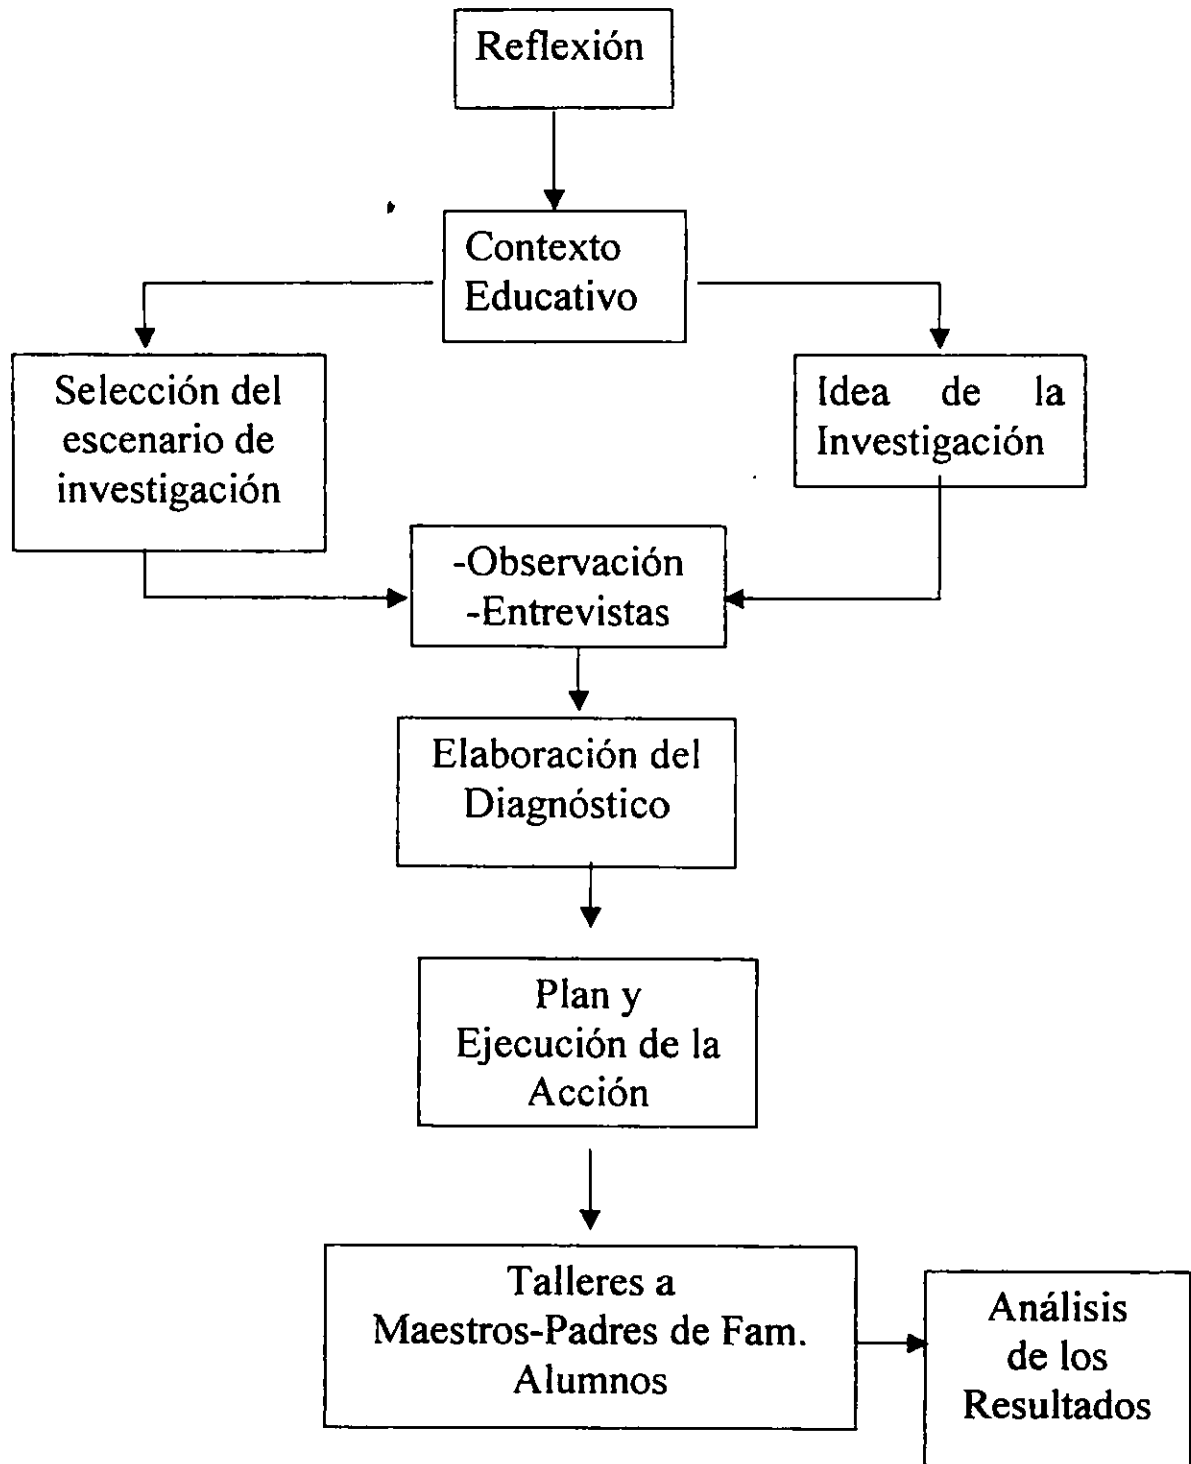 Reflexión
Contexto
Educativo
Selección del
escenario de
investigación
Idea de la
Investigación
-Observación
-Entrevistas
Elaboración del
Diagnóstico
Plan y
Ejecución de la
Acción
Talleres a
Maestros-Padres de Fam.
Alumnos
Análisis
de los
Resultados